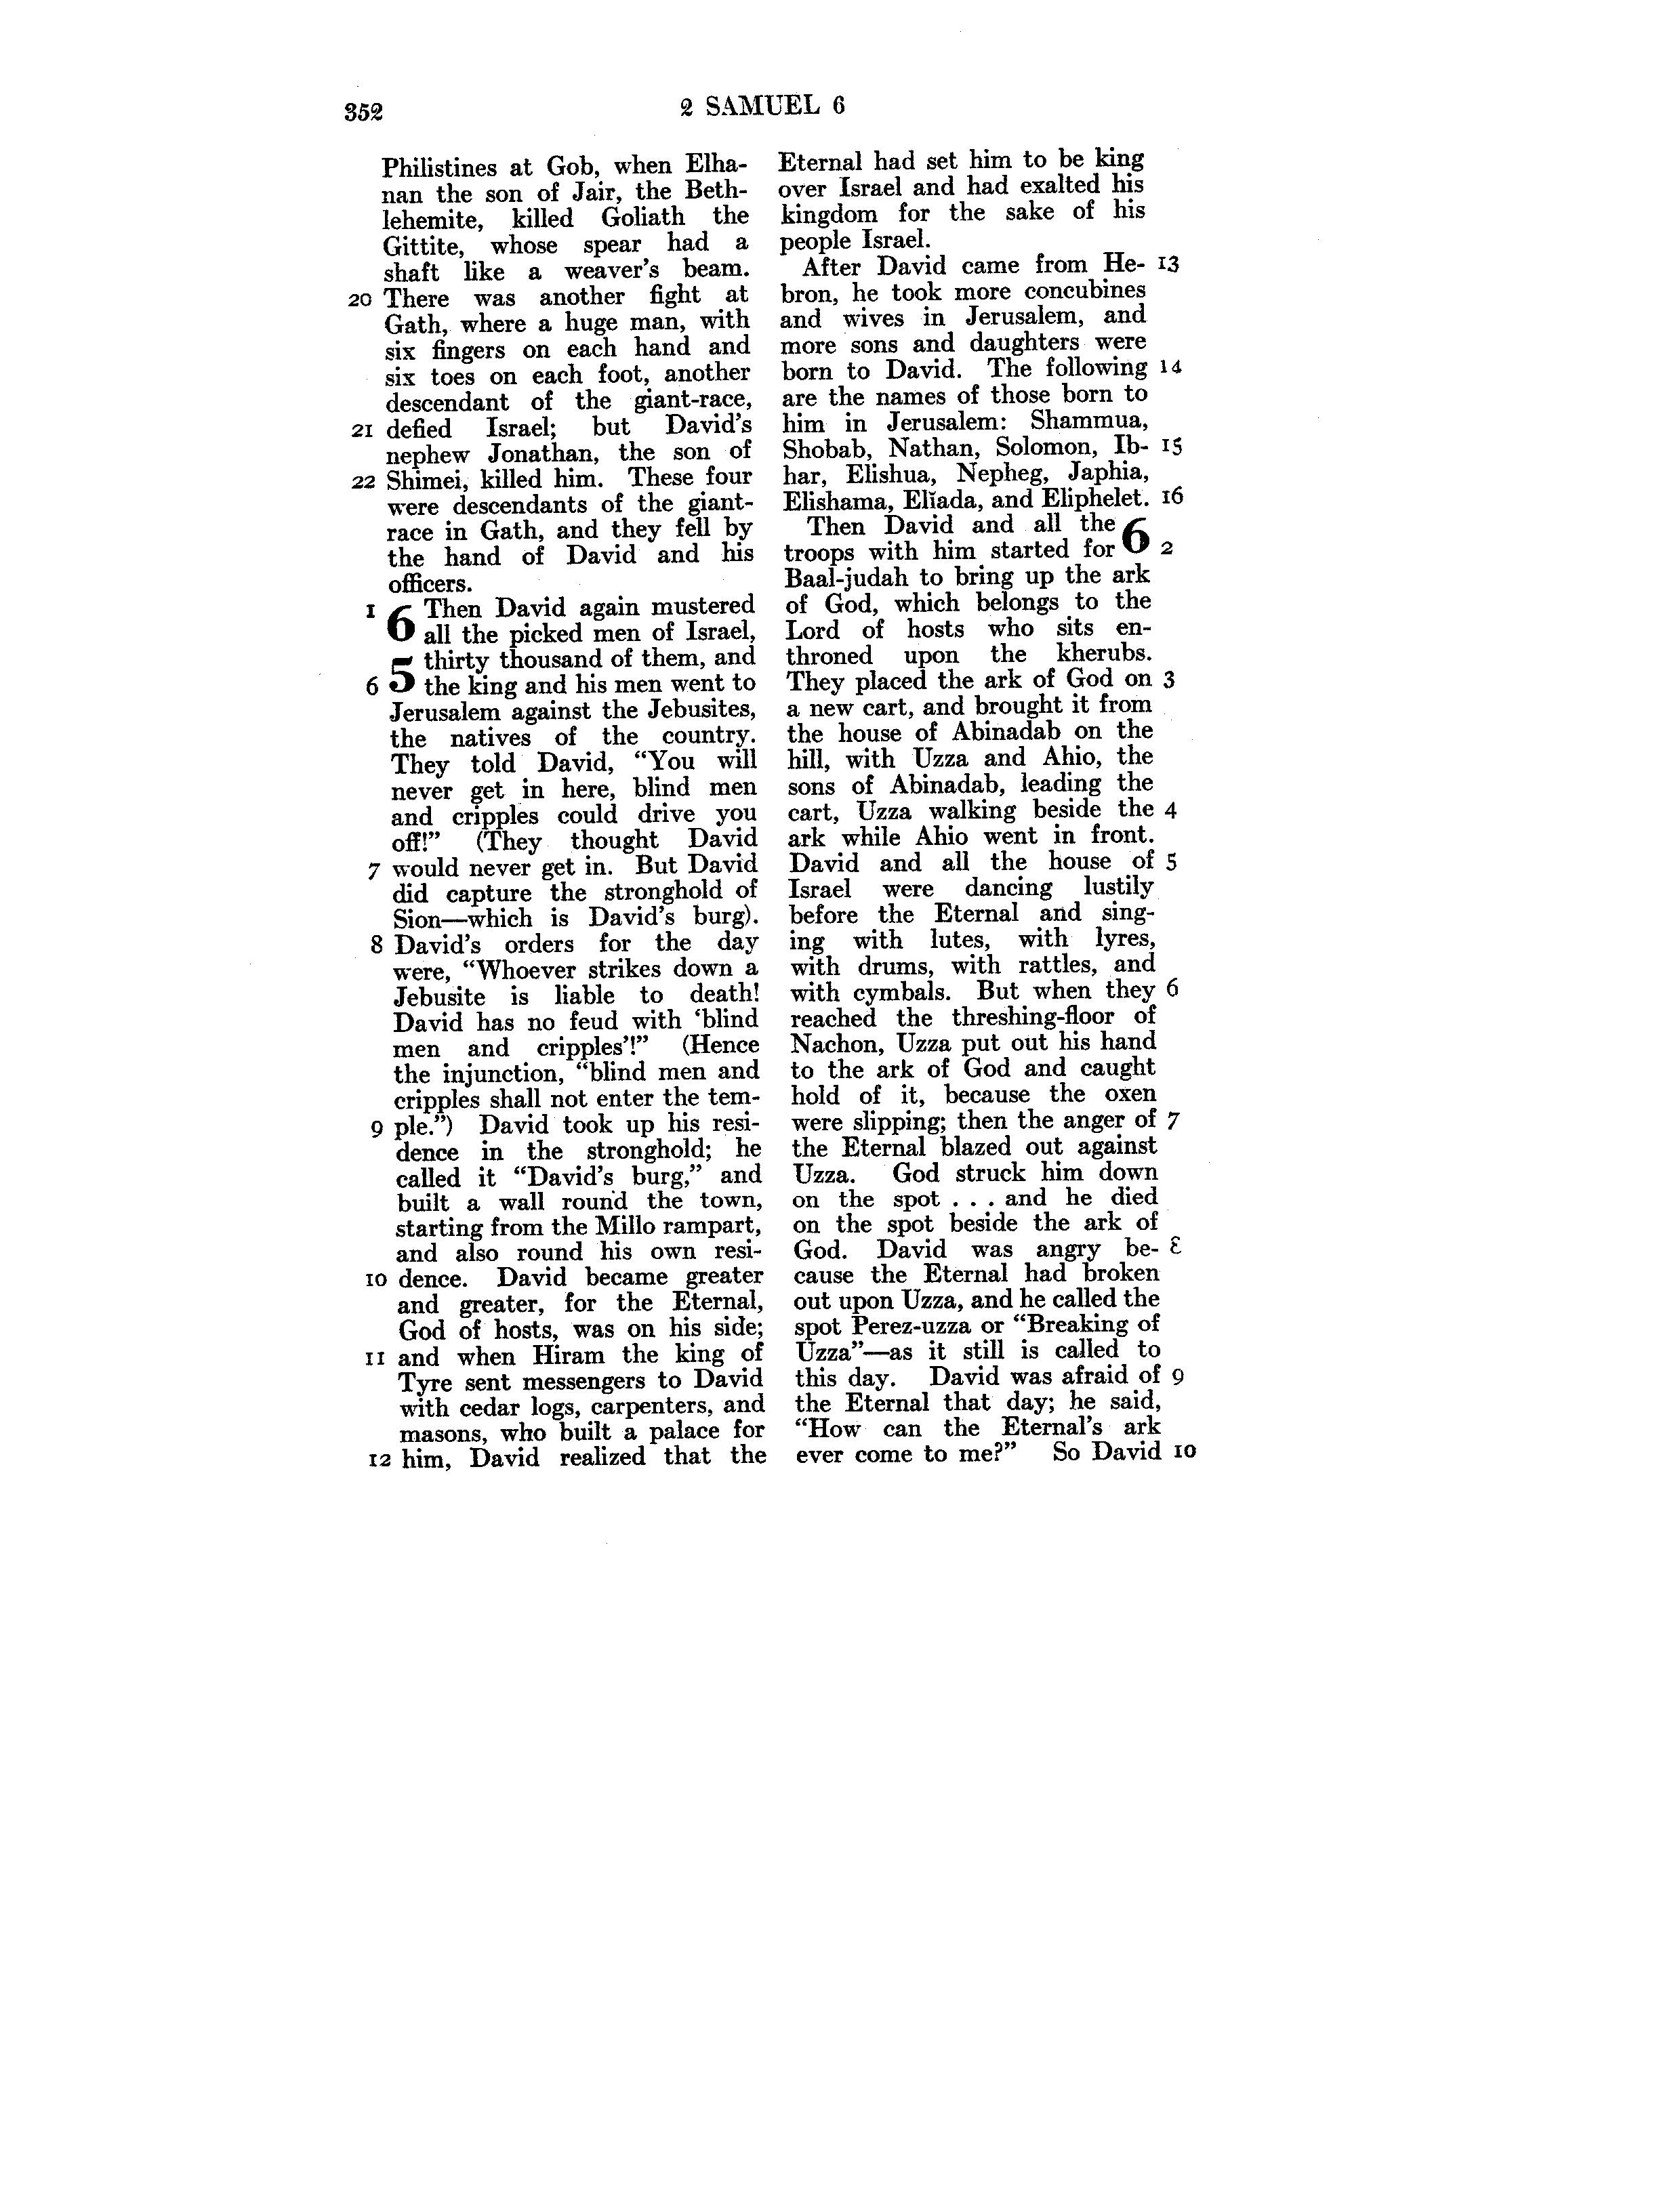 352
2 SAMUEL 6
Philistines at Gob, when Elha-
nan the son of Jair, the Beth-
lehemite, killed Goliath the
Gittite, whose spear had a
shaft like a weaver's beam.
20 There was another fight at
Gath, where a huge man, with
six fingers on each hand and
six toes on each foot, another
descendant of the giant-race,
21 defied Israel; but David's
nephew Jonathan, the son of
22 Shimei, killed him. These four
were descendants of the giant-
race in Gath, and they fell by
the hand of David and his
officers.
1 6 Then David again mustered
all the picked men of Israel,
5 thirty thousand of them, and
6 the king and his men went to
Jerusalem against the Jebusites,
the natives of the country.
They told David, “You will
never get in here, blind men
and cripples could drive you
off!” (They thought David
7 would never get in. But David
did capture the stronghold of
Sion—which is David's burg).
8 David's orders for the day
were, “Whoever strikes down a
Jebusite is liable to death!
David has no feud with ‘blind
men and cripples’!” (Hence
the injunction, “blind men and
cripples shall not enter the tem-
9 ple.”) David took up his resi-
dence in the stronghold; he
called it “David's burg,” and
built a wall round the town,
starting from the Millo rampart,
and also round his own resi-
10 dence. David became greater
and greater, for the Eternal,
God of hosts, was on his side;
11 and when Hiram the king of
Tyre sent messengers to David
with cedar logs, carpenters, and
masons, who built a palace for
12 him, David realized that the
Eternal had set him to be king
over Israel and had exalted his
kingdom for the sake of his
people Israel.
After David came from He- 13
bron, he took more concubines
and wives in Jerusalem, and
more sons and daughters were
born to David. The following 14
are the names of those born to
him in Jerusalem: Shammua,
Shobab, Nathan, Solomon, Ib- 15
har, Elishua, Nepheg, Japhia,
Elishama, Eliada, and Eliphelet. 16
Then David and all the 6
troops with him started for 2
Baal-judah to bring up the ark
of God, which belongs to the
Lord of hosts who sits en-
throned upon the kherubs.
They placed the ark of God on 3
a new cart, and brought it from
the house of Abinadab on the
hill, with Uzza and Ahio, the
sons of Abinadab, leading the
cart, Uzza walking beside the 4
ark while Ahio went in front.
David and all the house of 5
Israel were dancing lustily
before the Eternal and sing-
ing with lutes, with lyres,
with drums, with rattles, and
with cymbals. But when they 6
reached the threshing-floor of
Nachon, Uzza put out his hand
to the ark of God and caught
hold of it, because the oxen
were slipping; then the anger of 7
the Eternal blazed out against
Uzza. God struck him down
on the spot . . . and he died
on the spot beside the ark of
God. David was angry be- 8
cause the Eternal had broken
out upon Uzza, and he called the
spot Perez-uzza or “Breaking of
Uzza”—as it still is called to
this day. David was afraid of 9
the Eternal that day; he said,
“How can the Eternal's ark
ever come to me?” So David 10